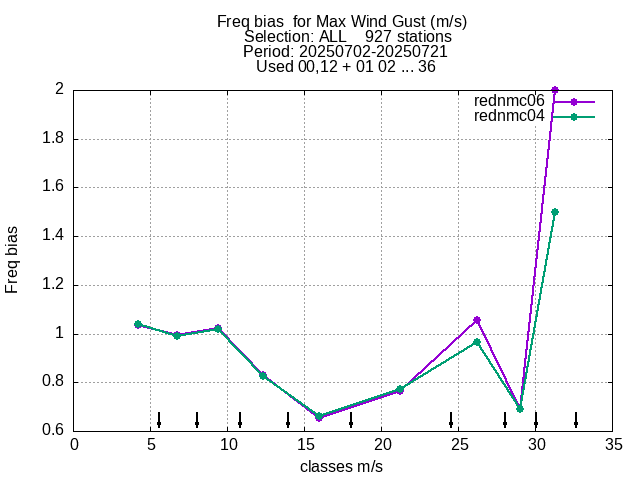 Freq bias  for Max Wind Gust (m/s)
Selection: ALL    927 stations
Period: 20250702-20250721
Used 00,12 + 01 02 ... 36
rednmc06
rednmc04
2
1.8
1.6
1.4
1.2
1
0.8
0.6
Freq bias
0 5 10 15 20 25 30 35
classes m/s